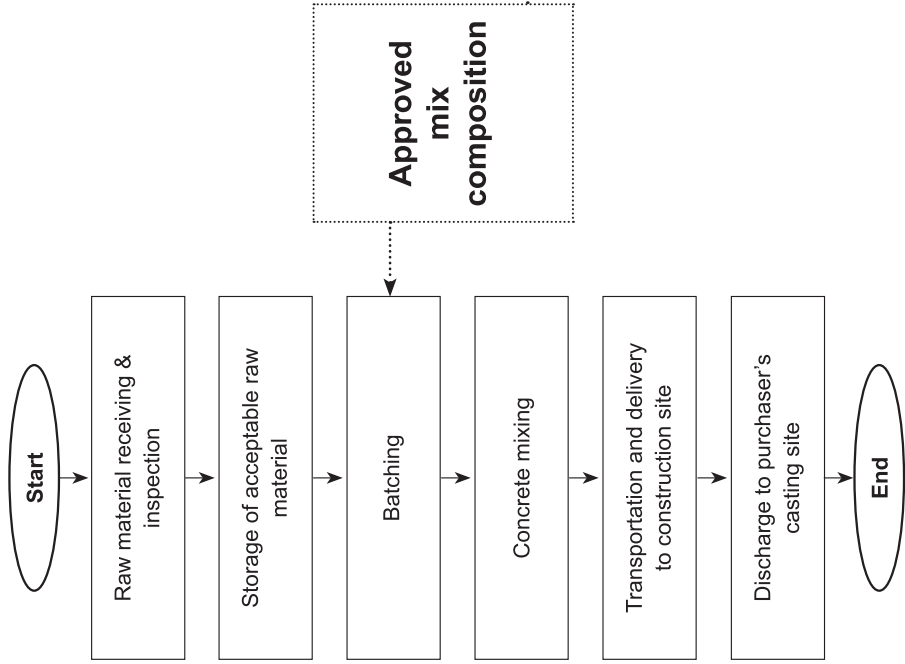 Start
Raw material receiving &
inspection
Storage of acceptable raw
material
Batching
Approved
mix
composition
Concrete mixing
Transportation and delivery
to construction site
Discharge to purchaser’s
casting site
End